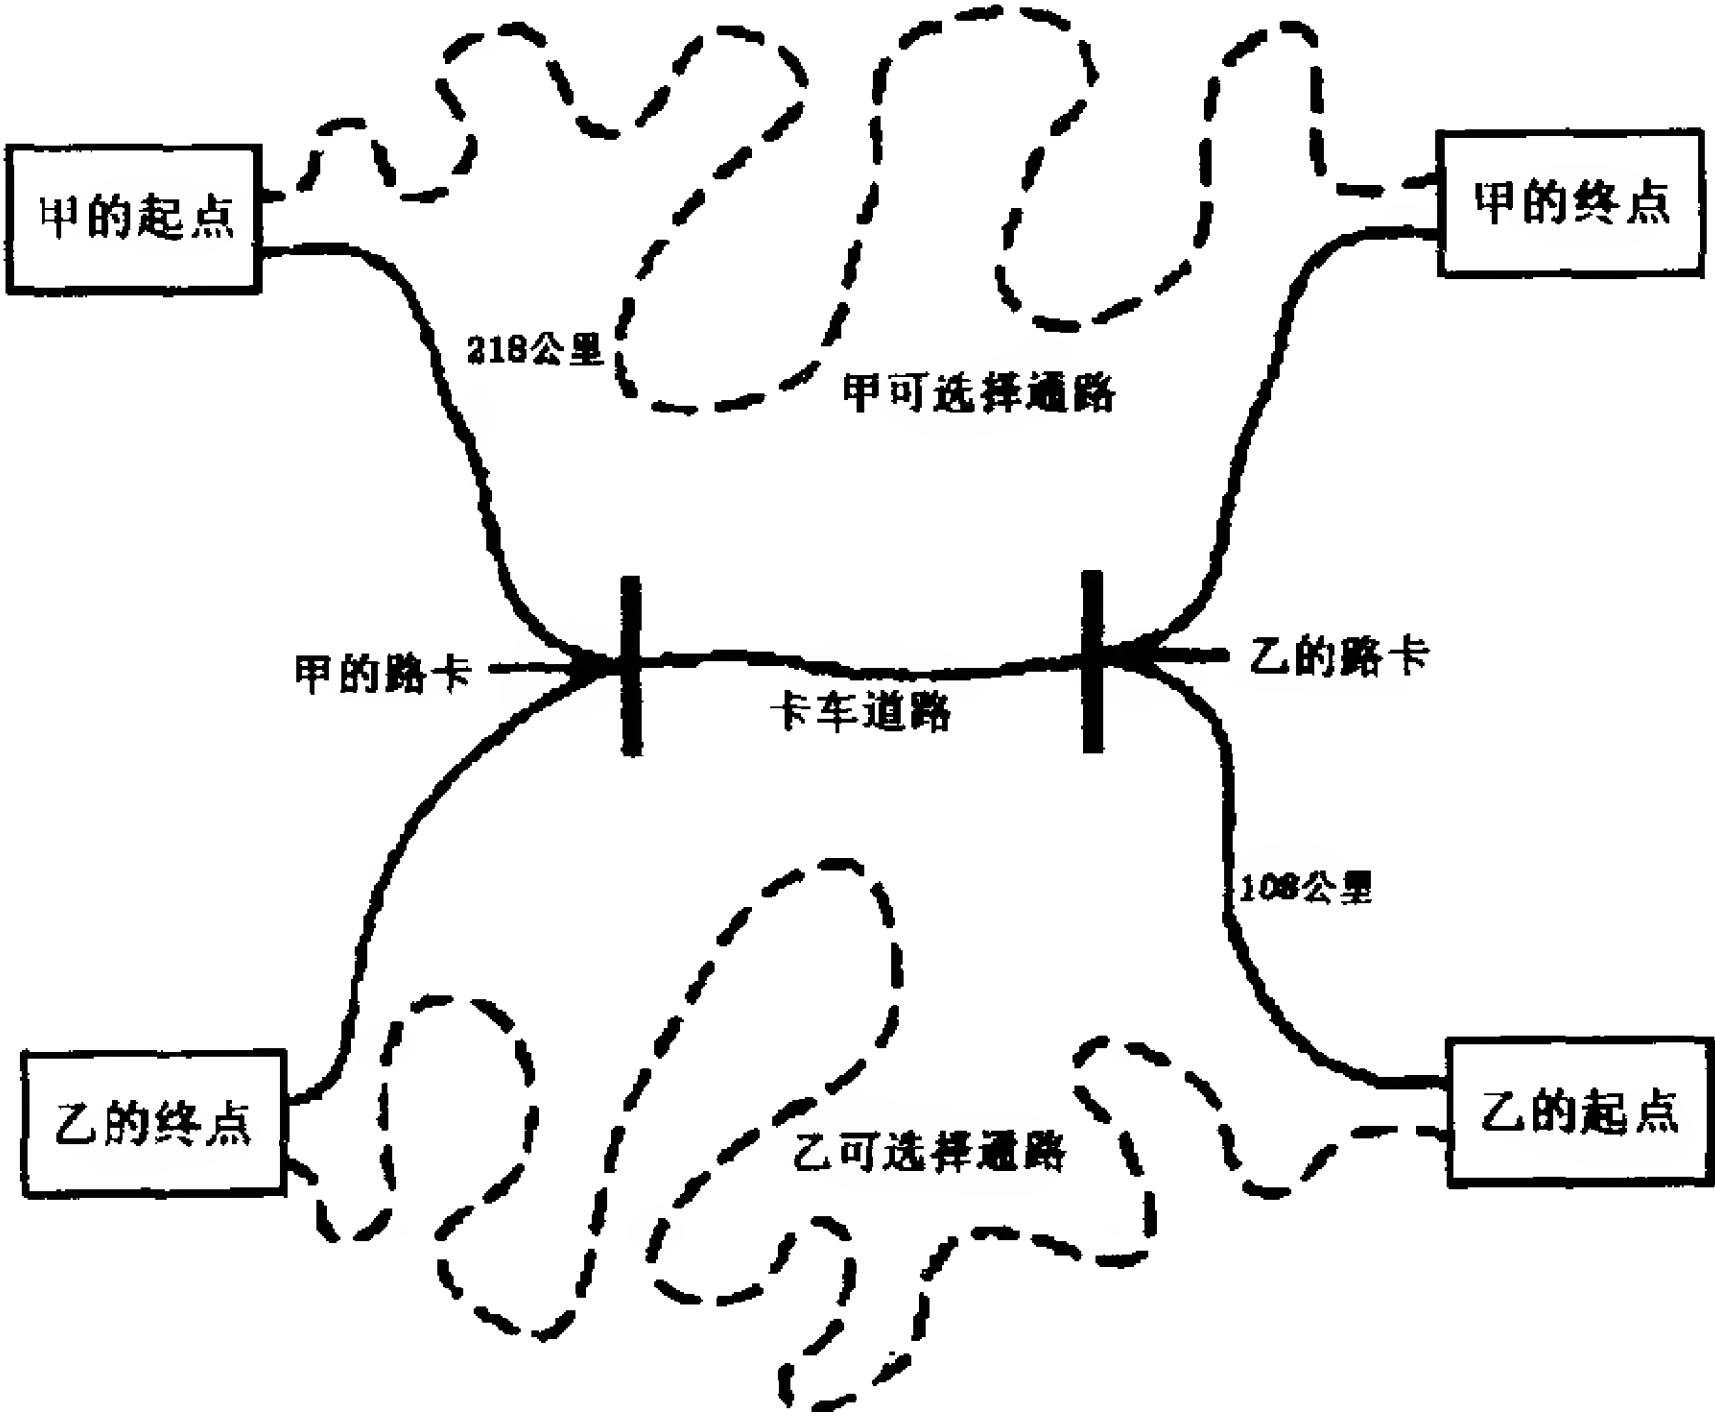 甲的起点
甲的终点
218公里
甲可选择通路
甲的路卡
乙的路卡
卡车道路
108公里
乙的终点
乙可选择通路
乙的起点